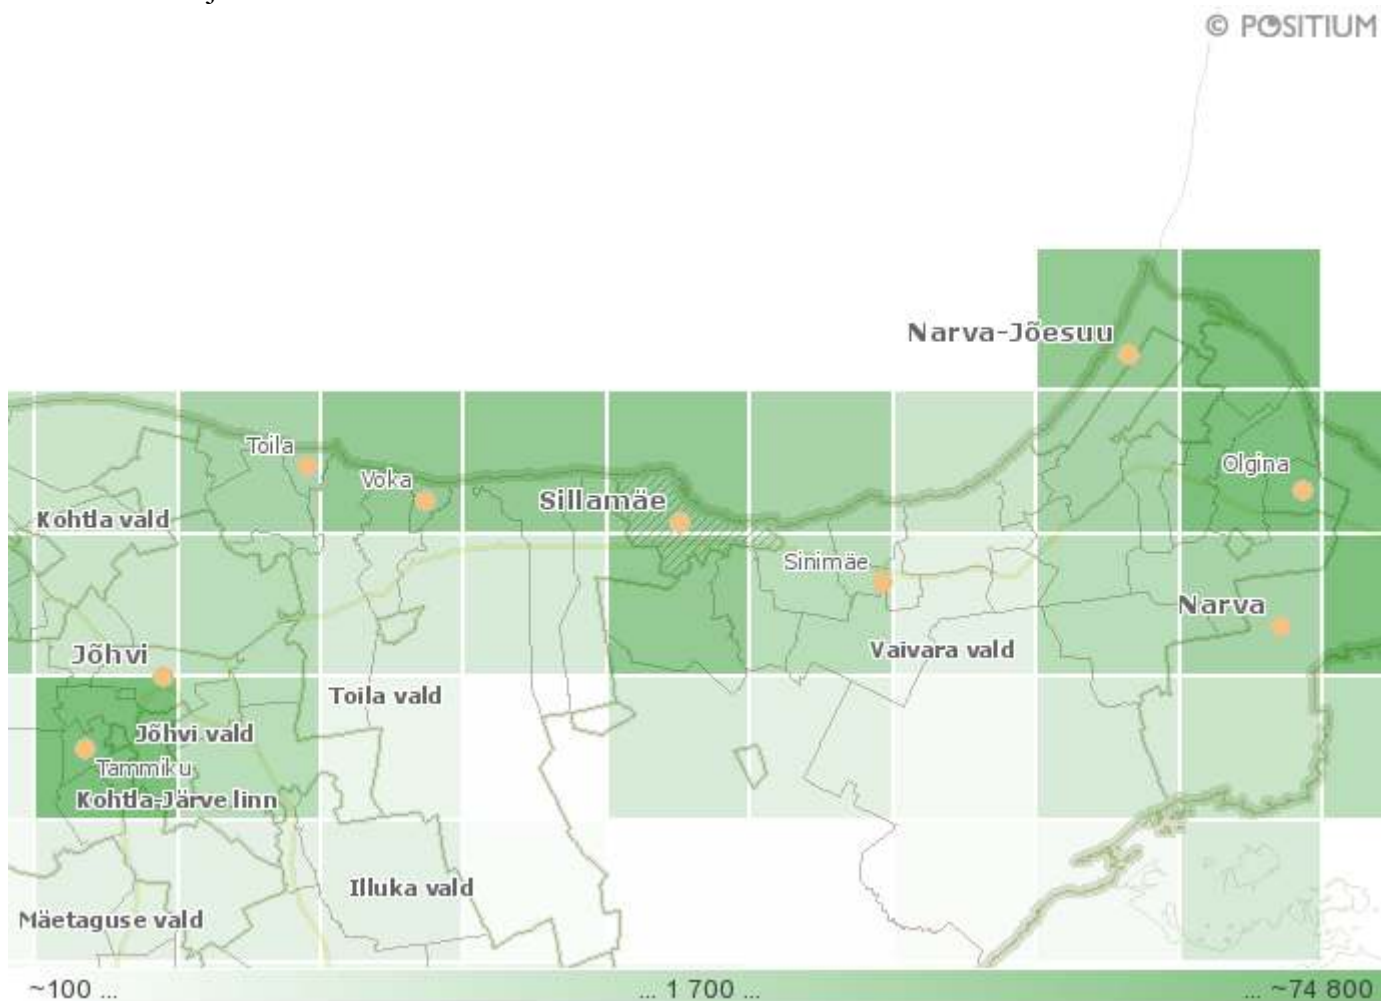 © POSITIUM
Narva-Jõesuu
Toila
Voka
Olgina
Sillamäe
Kohtla vald
Sinimäe
Narva
Jõhvi
Vaivara vald
Toila vald
Jõhvi vald
Tammiku
Kohtla-Järve linn
Illuka vald
Mäetaguse vald
~100 ... ... 1 700 ... ... ~74 800